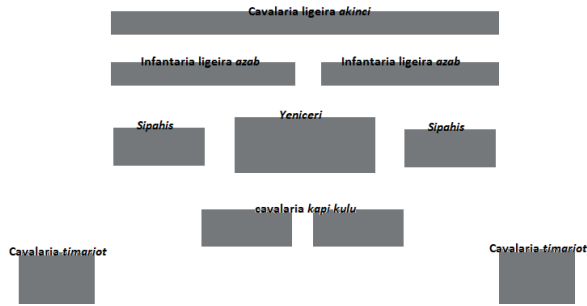 Cavalaria ligeira akinci
Infantaria ligeira azab
Infantaria ligeira azab
Yeniceri
Sipahis
Sipahis
cavalaria kapi kulu
Cavalaria timariot
Cavalaria timariot